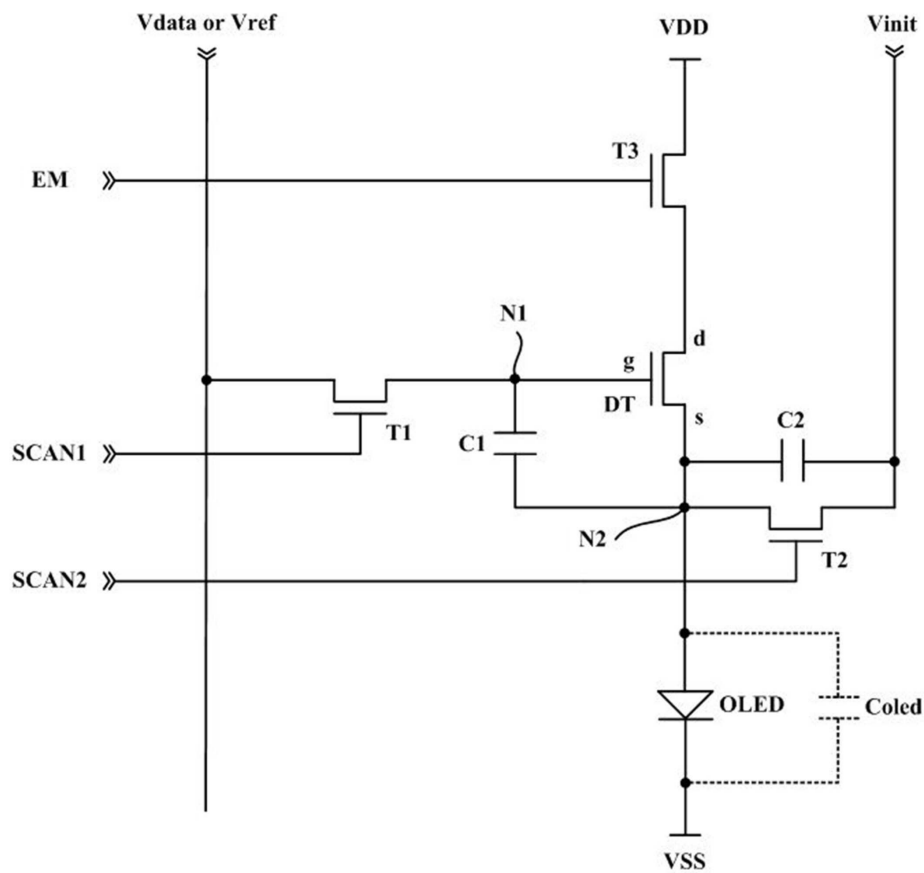 Vdata or Vref
VDD
Vinit
T3
EM
N1
d
g
DT
s
C2
T1
C1
SCAN1
N2
T2
SCAN2
OLED
Coled
VSS